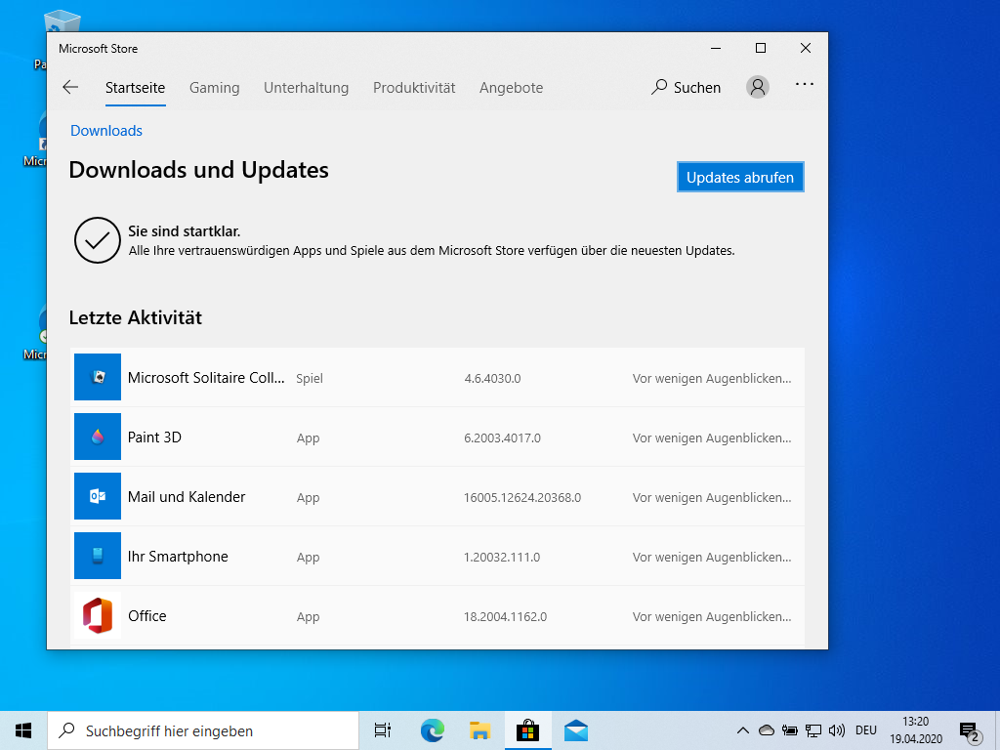 Microsoft Store
Startseite Gaming Unterhaltung Produktivität Angebote Suchen
Downloads
Downloads und Updates
Updates abrufen
Sie sind startklar.
Alle Ihre vertrauenswürdigen Apps und Spiele aus dem Microsoft Store verfügen über die neuesten Updates.
Letzte Aktivität
Microsoft Solitaire Coll... Spiel 4.6.4030.0 Vor wenigen Augenblicken...
Paint 3D App 6.2003.4017.0 Vor wenigen Augenblicken...
Mail und Kalender App 16005.12624.20368.0 Vor wenigen Augenblicken...
Ihr Smartphone App 1.20032.111.0 Vor wenigen Augenblicken...
Office App 18.2004.1162.0 Vor wenigen Augenblicken...
Pa
Micr
Micr
Suchbegriff hier eingeben
DEU
13:20
19.04.2020
2